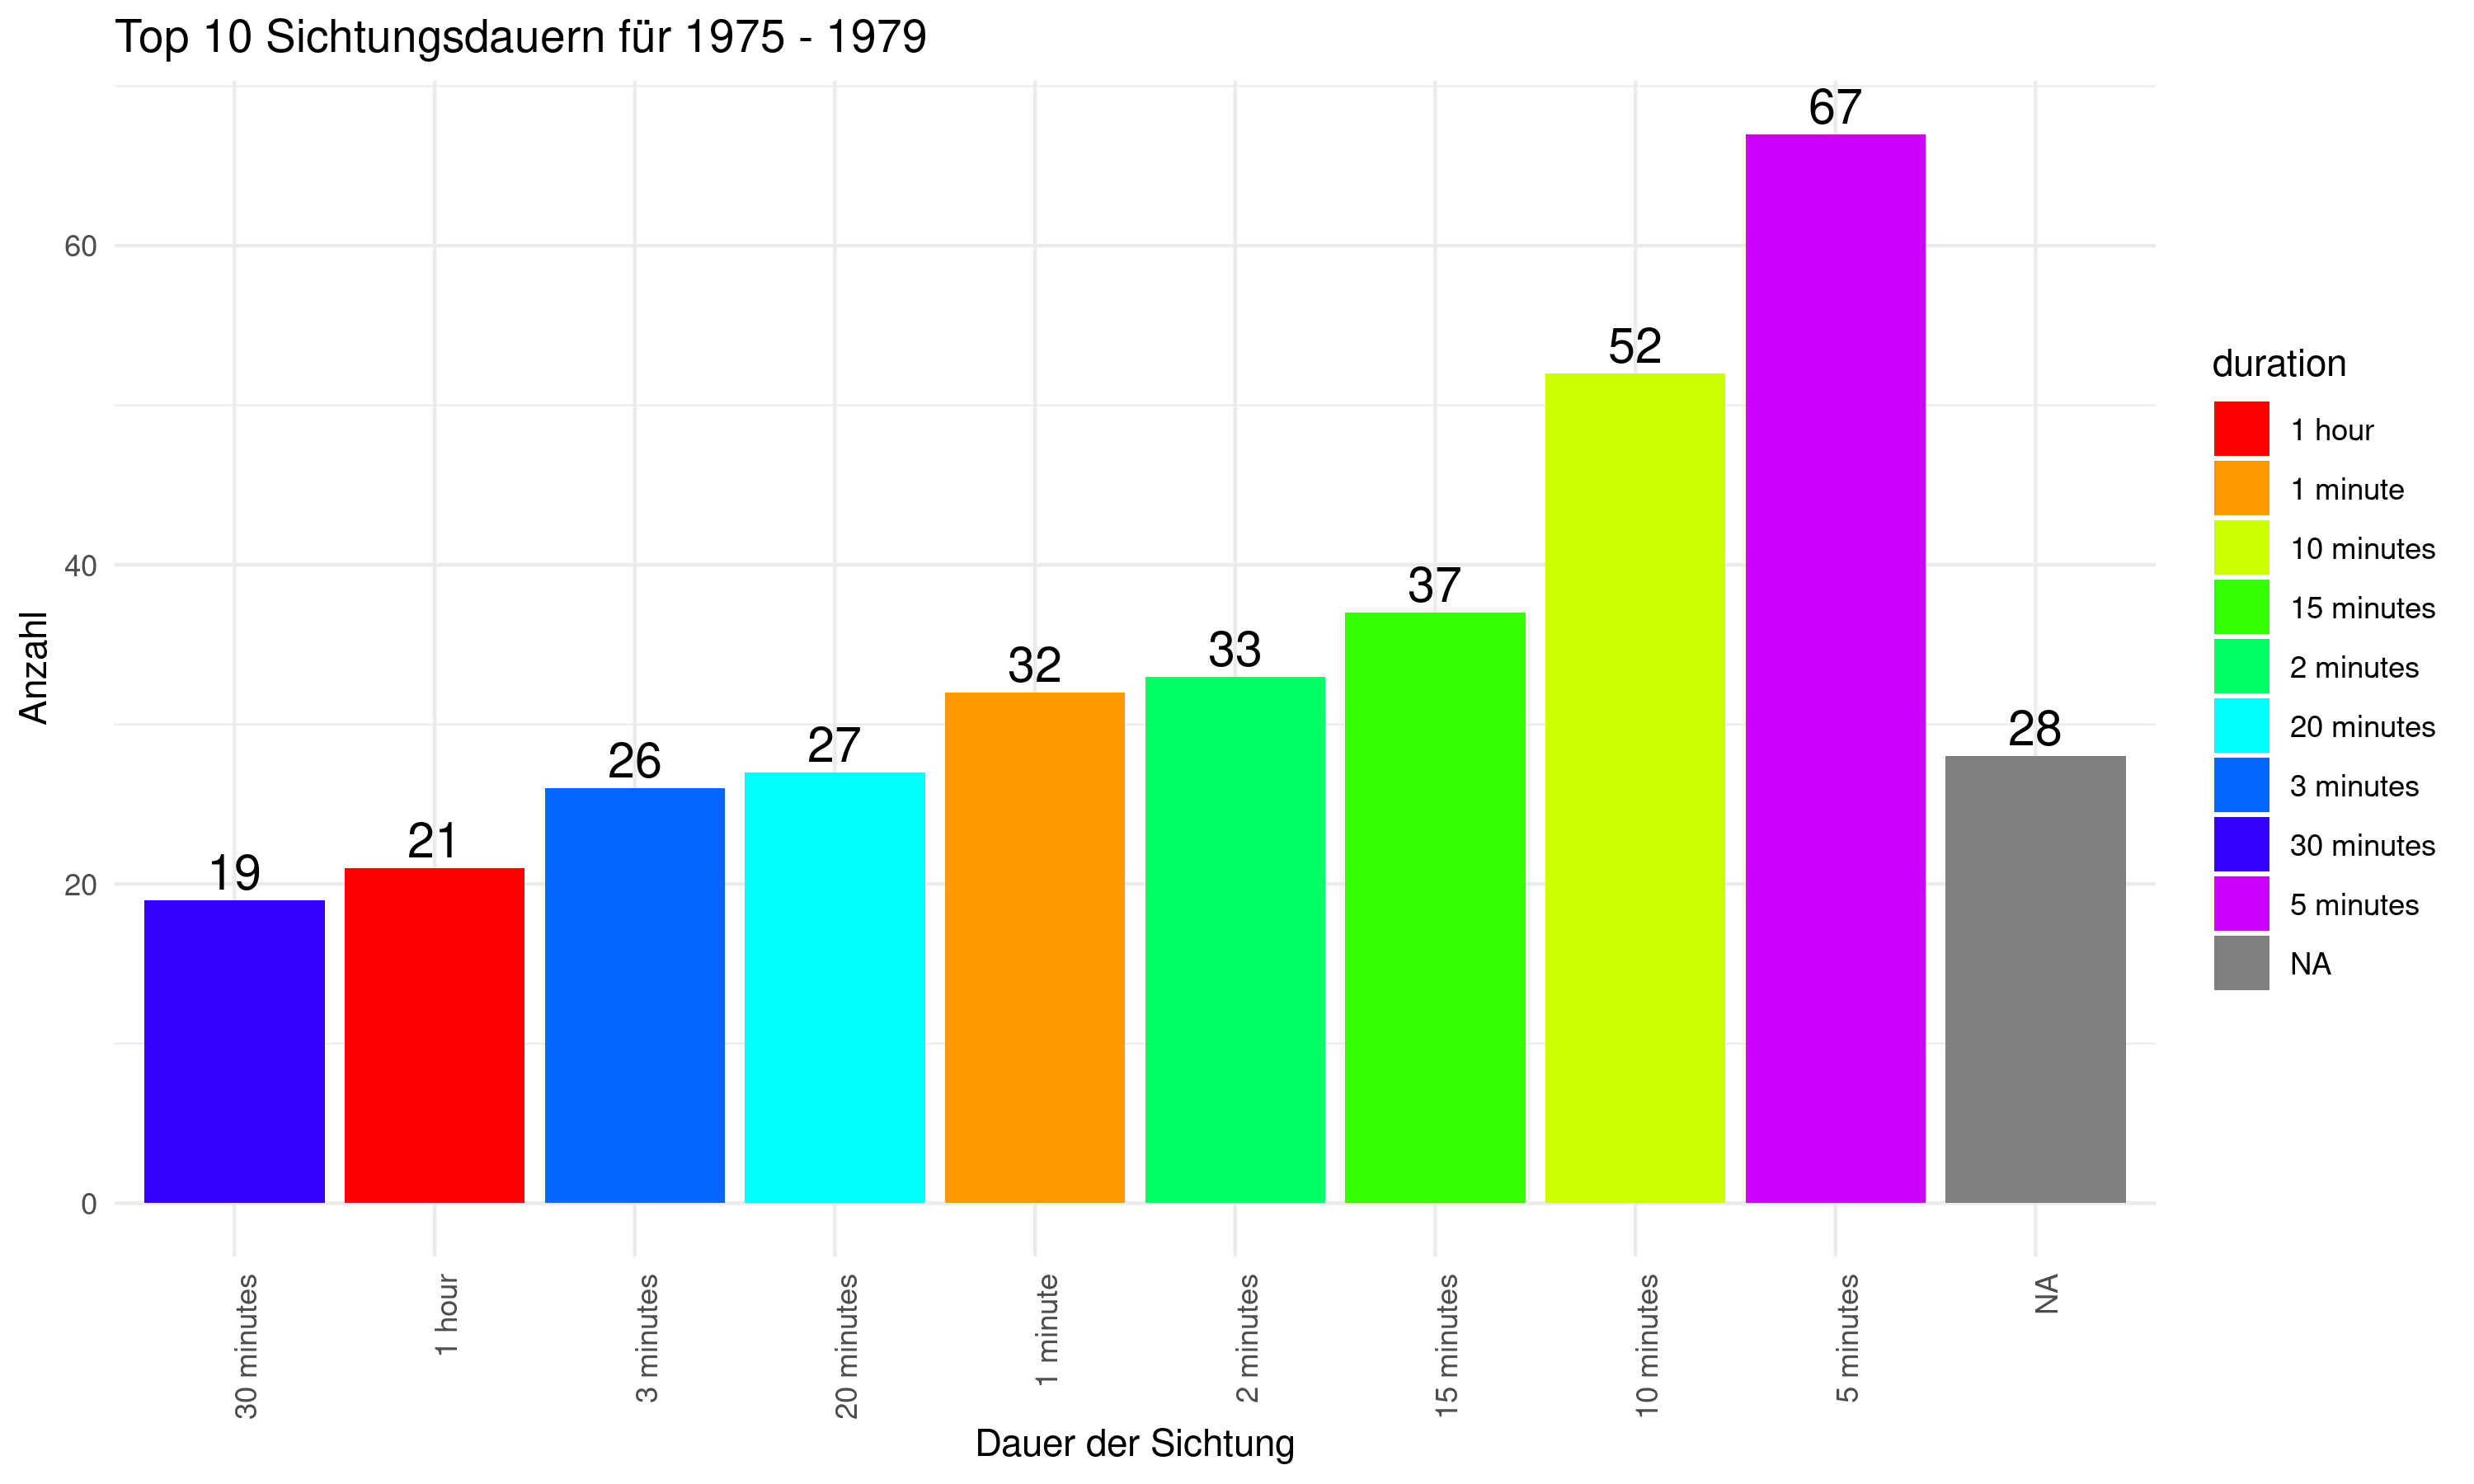 Top 10 Sichtungsdauern für 1975 - 1979
Anzahl
60
40
20
0
19
21
26
27
32
33
37
52
67
28
30 minutes
1 hour
3 minutes
20 minutes
1 minute
2 minutes
15 minutes
10 minutes
5 minutes
NA
Dauer der Sichtung
duration
1 hour
1 minute
10 minutes
15 minutes
2 minutes
20 minutes
3 minutes
30 minutes
5 minutes
NA